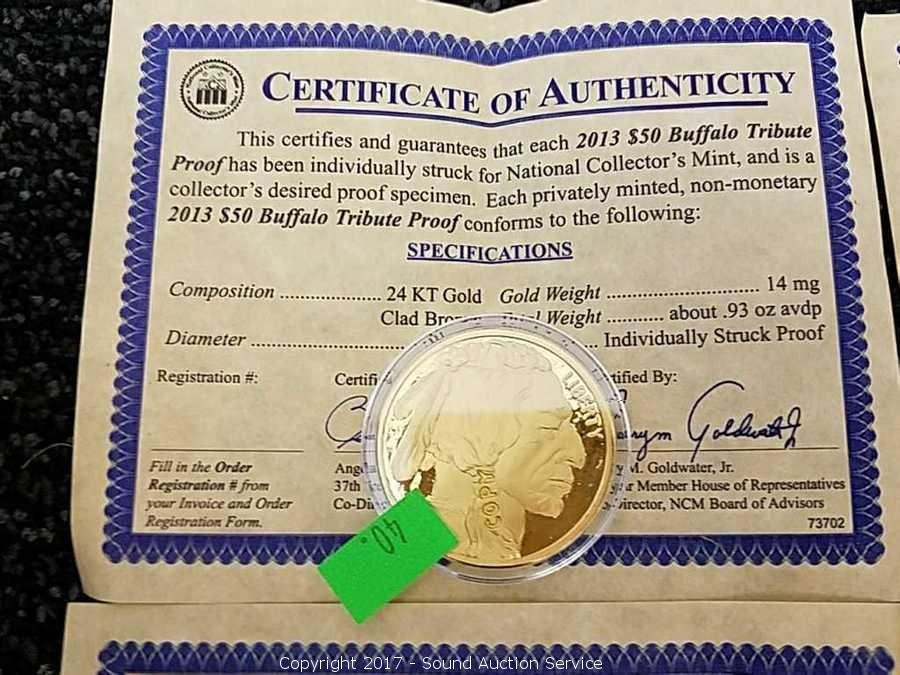 CERTIFICATE OF AUTHENTICITY
This certifies and guarantees that each 2013 $50 Buffalo Tribute
Proof has been individually struck for National Collector's Mint, and is a
collector's desired proof specimen. Each privately minted, non-monetary
2013 $50 Buffalo Tribute Proof conforms to the following:
SPECIFICATIONS
Composition .................... 24 KT Gold Gold Weight ................................ 14 mg
Clad Weight ........... about .93 oz avdp
Diameter ........................ Individually Struck Proof
Registration #: By:
LIBERTY
COPY
Goldwater Jr
Fill in the Order M. Goldwater, Jr.
Registration # from 37th Member House of Representatives
your Invoice and Order NCM Board of Advisors
Registration Form. 73702
40.
Copyright 2017 - Sound Auction Service